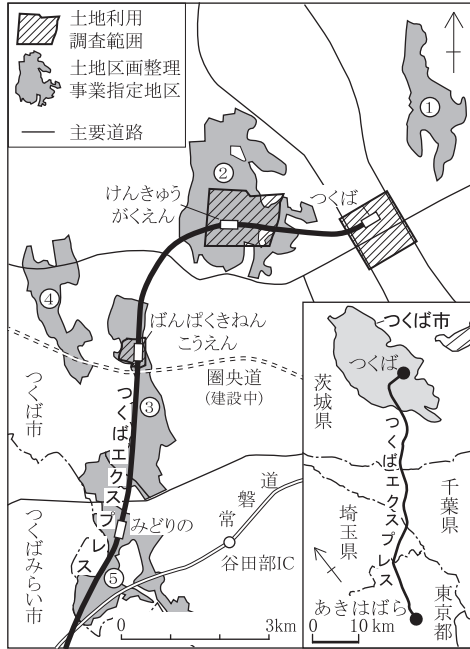 土地利用
調査範囲
土地区画整理
事業指定地区
主要道路
①
②
けんきゅう
がくえん
つくば
④
ばんぱくきねん
こうえん
圏央道
(建設中)
③
つくば市
つくばエクスプレス
みどりの
常磐道
谷田部IC
つくばみらい市
⑤
0
3km
つくば市
つくば
茨城県
つくばエクスプレス
千葉県
埼玉県
東京都
あきはばら
0 10km